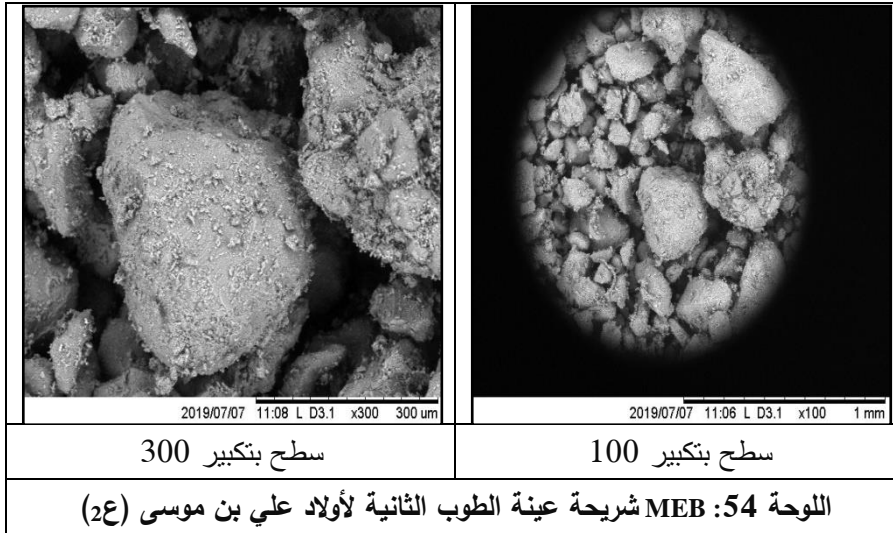 2019/07/07 11:06 L D3.1 x100 1 mm
2019/07/07 11:08 L D3.1 x300 300 um
سطح بتكبير 100
سطح بتكبير 300
اللوحة 54: MEB شريحة عينة الطوب الثانية لأولاد علي بن موسى (ع2)